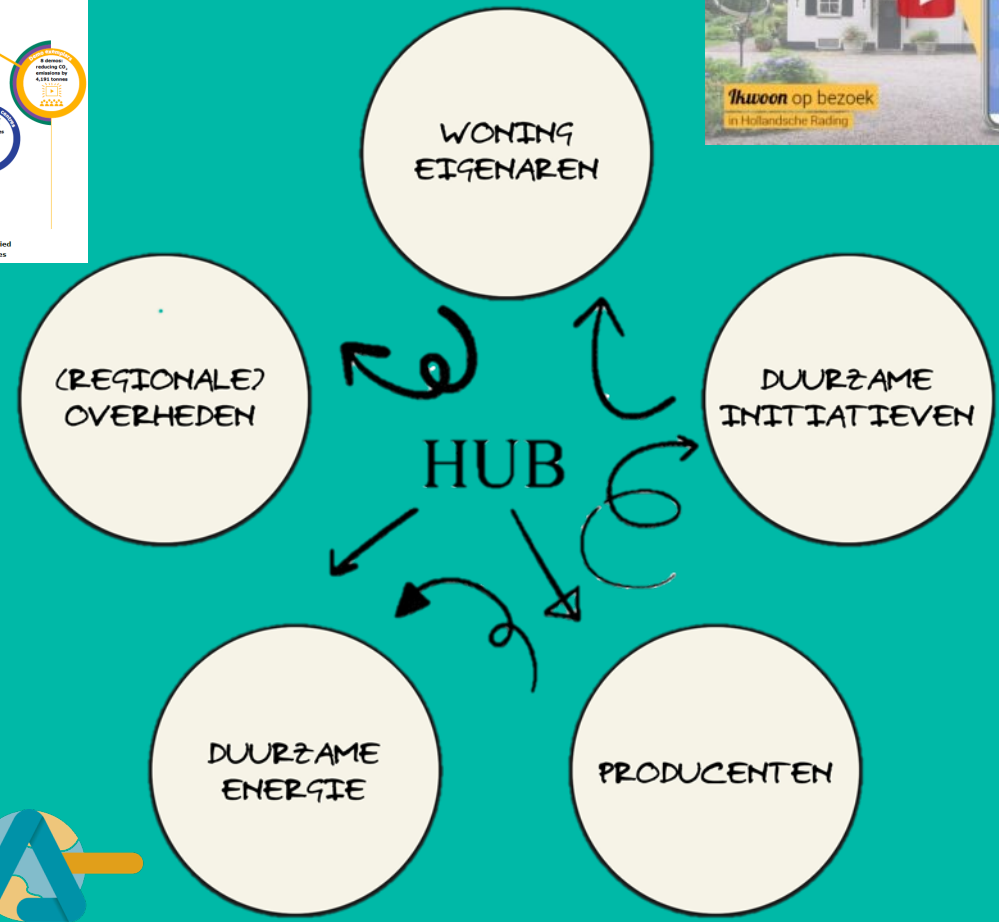 8 demos:
reducing CO₂
emissions by
4,191 tonnes
Ikwoon op bezoek
in Hollandsche Rading
WONING
EIGENAREN
(REGIONALE)
OVERHEDEN
DUURZAME
INITIATIEVEN
HUB
DUURZAME
ENERGIE
PRODUCENTEN